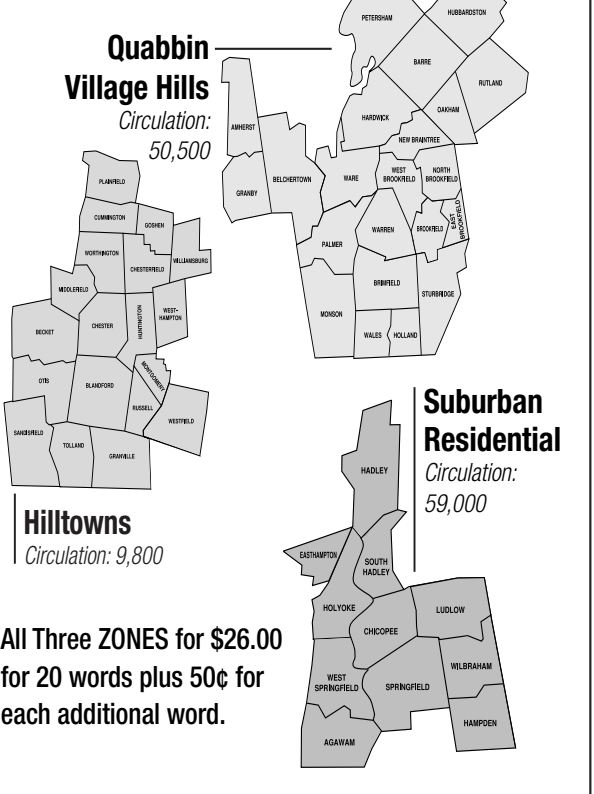 Quabbin
Village Hills
Circulation:
50,500
PETERSHAM
HUBBARDSTON
BARRE
RUTLAND
OAKHAM
HARDWICK
NEW BRAINTREE
AMHERST
GRANBY
BELCHERTOWN
WARE
WEST
BROOKFIELD
NORTH
BROOKFIELD
EAST
BROOKFIELD
BROOKFIELD
WARREN
PALMER
BRIMFIELD
STURBRIDGE
MONSON
WALES
HOLLAND
PLAINFIELD
CUMMINGTON
GOSHEN
WORTHINGTON
CHESTERFIELD
WILLIAMSBURG
MIDDLEFIELD
BECKET
CHESTER
HUNTINGTON
WEST-
HAMPTON
OTIS
BLANDFORD
MONTGOMERY
RUSSELL
WESTFIELD
SANDISFIELD
TOLLAND
GRANVILLE
Hilltowns
Circulation: 9,800
Suburban
Residential
Circulation:
59,000
HADLEY
EASTHAMPTON
SOUTH
HADLEY
HOLYOKE
CHICOPEE
LUDLOW
WEST
SPRINGFIELD
SPRINGFIELD
WILBRAHAM
HAMPDEN
AGAWAM
All Three ZONES for $26.00
for 20 words plus 50¢ for
each additional word.